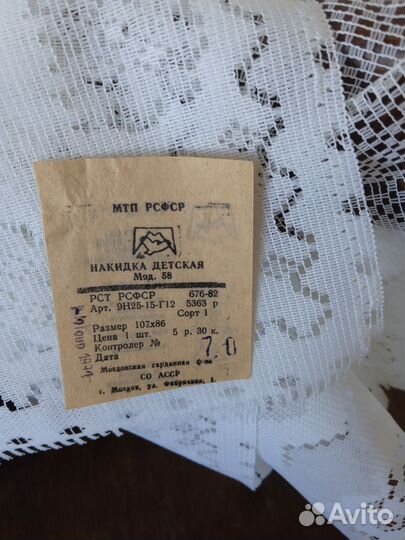 МТП РСФСР
НАКИДКА ДЕТСКАЯ
Мод. 58
РСТ РСФСР 676-82
Арт. 9Н25-15-Г12 5363 р
Сорт 1
Размер 107х86
Цена 1 шт. 5 р. 30 к.
Контролер №
Дата
7.0
Моздокская гардинная ф-ка
СО АССР
г. Моздок, ул. Фабричная, 1.
Avito